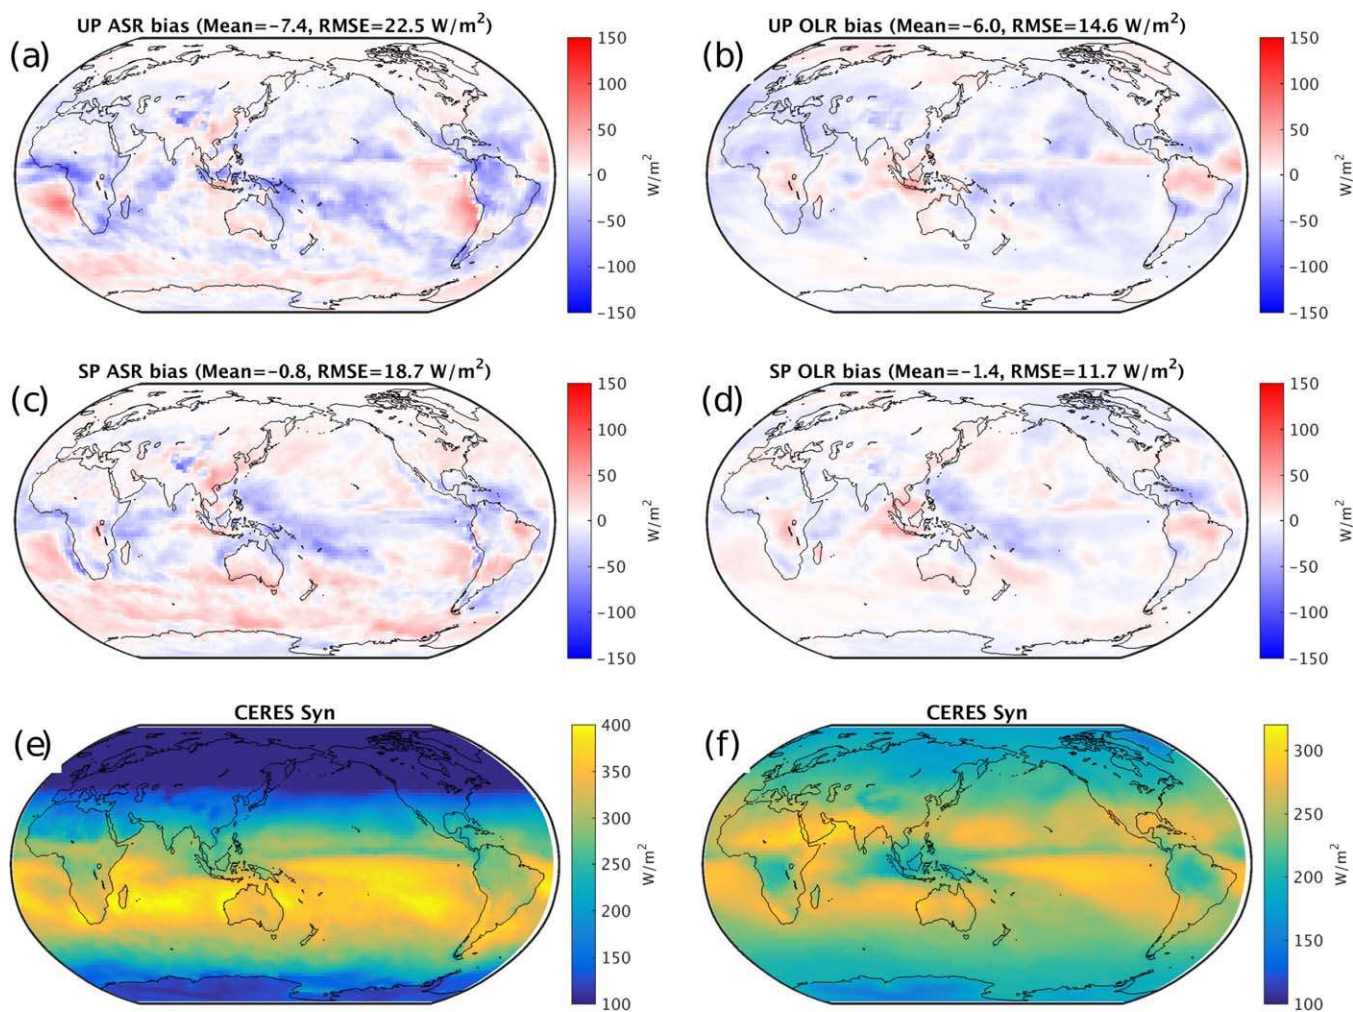 UP ASR bias (Mean=−7.4, RMSE=22.5 W/m²)
(a)
150
100
50
0
−50
−100
−150
W/m²
UP OLR bias (Mean=−6.0, RMSE=14.6 W/m²)
(b)
150
100
50
0
−50
−100
−150
W/m²
SP ASR bias (Mean=−0.8, RMSE=18.7 W/m²)
(c)
150
100
50
0
−50
−100
−150
W/m²
SP OLR bias (Mean=−1.4, RMSE=11.7 W/m²)
(d)
150
100
50
0
−50
−100
−150
W/m²
CERES Syn
(e)
400
350
300
250
200
150
100
W/m²
CERES Syn
(f)
300
250
200
150
100
W/m²